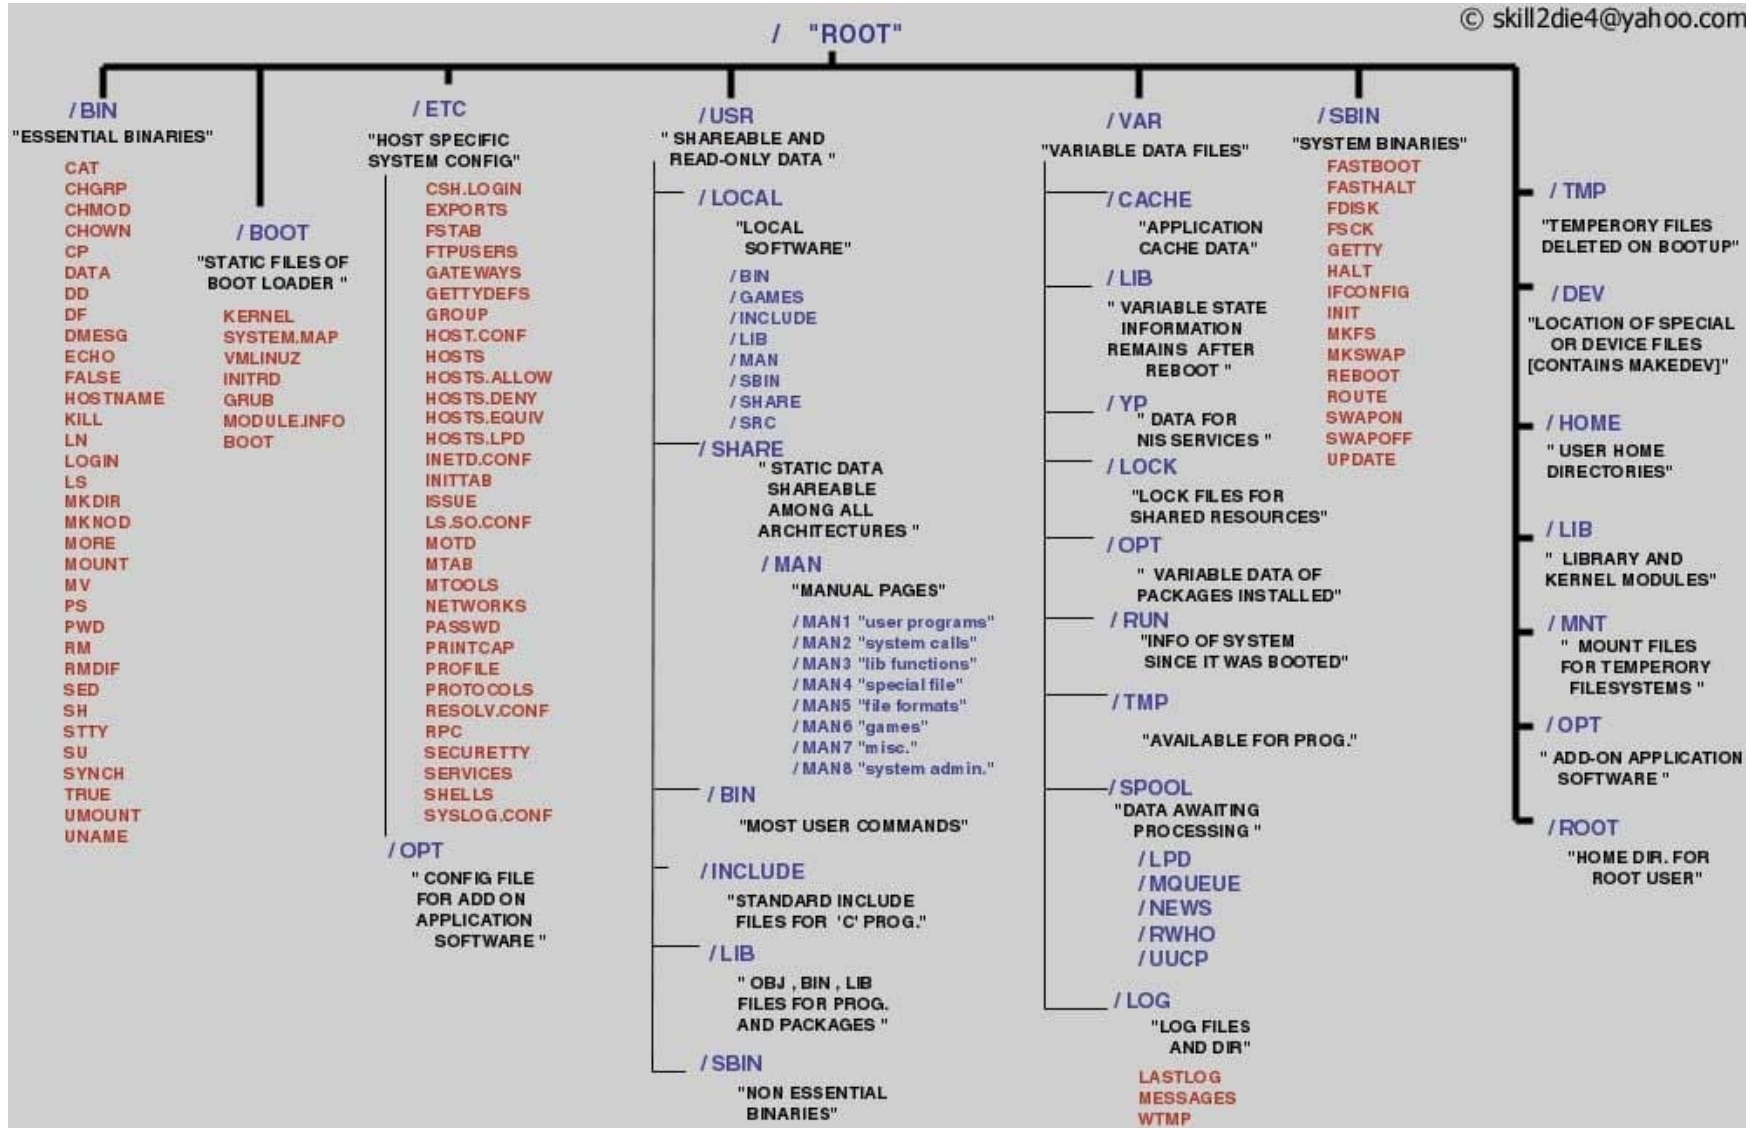 © skill2die4@yahoo.com
/ "ROOT"
/BIN
"ESSENTIAL BINARIES"
CAT
CHGRP
CHMOD
CHOWN
CP
DATA
DD
DF
DMESG
ECHO
FALSE
HOSTNAME
KILL
LN
LOGIN
LS
MKDIR
MKNOD
MORE
MOUNT
MV
PS
PWD
RM
RMDIF
SED
SH
STTY
SU
SYNCH
TRUE
UMOUNT
UNAME
/BOOT
"STATIC FILES OF
BOOT LOADER "
KERNEL
SYSTEM.MAP
VMLINUZ
INITRD
GRUB
MODULE.INFO
BOOT
/ETC
"HOST SPECIFIC
SYSTEM CONFIG"
CSH.LOGIN
EXPORTS
FSTAB
FTPUSERS
GATEWAYS
GETTYDEFS
GROUP
HOST.CONF
HOSTS
HOSTS.ALLOW
HOSTS.DENY
HOSTS.EQUIV
HOSTS.LPD
INETD.CONF
INITTAB
ISSUE
LS.SO.CONF
MOTD
MTAB
MTOOLS
NETWORKS
PASSWD
PRINTCAP
PROFILE
PROTOCOLS
RESOLV.CONF
RPC
SECURETTY
SERVICES
SHELLS
SYSLOG.CONF
/OPT
" CONFIG FILE
FOR ADD ON
APPLICATION
SOFTWARE "
/USR
" SHAREABLE AND
READ-ONLY DATA "
/LOCAL
"LOCAL
SOFTWARE"
/BIN
/GAMES
/INCLUDE
/LIB
/MAN
/SBIN
/SHARE
/SRC
/SHARE
" STATIC DATA
SHAREABLE
AMONG ALL
ARCHITECTURES "
/MAN
"MANUAL PAGES"
/MAN1 "user programs"
/MAN2 "system calls"
/MAN3 "lib functions"
/MAN4 "special file"
/MAN5 "file formats"
/MAN6 "games"
/MAN7 "misc."
/MAN8 "system admin."
/BIN
"MOST USER COMMANDS"
/INCLUDE
"STANDARD INCLUDE
FILES FOR 'C' PROG."
/LIB
" OBJ , BIN , LIB
FILES FOR PROG.
AND PACKAGES "
/SBIN
"NON ESSENTIAL
BINARIES"
/VAR
"VARIABLE DATA FILES"
/CACHE
"APPLICATION
CACHE DATA"
/LIB
" VARIABLE STATE
INFORMATION
REMAINS AFTER
REBOOT "
/YP
" DATA FOR
NIS SERVICES "
/LOCK
"LOCK FILES FOR
SHARED RESOURCES"
/OPT
" VARIABLE DATA OF
PACKAGES INSTALLED"
/RUN
"INFO OF SYSTEM
SINCE IT WAS BOOTED"
/TMP
"AVAILABLE FOR PROG."
/SPOOL
"DATA AWAITING
PROCESSING "
/LPD
/MQUEUE
/NEWS
/RWHO
/UUCP
/LOG
"LOG FILES
AND DIR"
LASTLOG
MESSAGES
WTMP
/SBIN
"SYSTEM BINARIES"
FASTBOOT
FASTHALT
FDISK
FSCK
GETTY
HALT
IFCONFIG
INIT
MKFS
MKSWAP
REBOOT
ROUTE
SWAPON
SWAPOFF
UPDATE
/TMP
"TEMPERORY FILES
DELETED ON BOOTUP"
/DEV
"LOCATION OF SPECIAL
OR DEVICE FILES
[CONTAINS MAKEDEV]"
/HOME
" USER HOME
DIRECTORIES"
/LIB
" LIBRARY AND
KERNEL MODULES"
/MNT
" MOUNT FILES
FOR TEMPERORY
FILESYSTEMS "
/OPT
" ADD-ON APPLICATION
SOFTWARE "
/ROOT
"HOME DIR. FOR
ROOT USER"